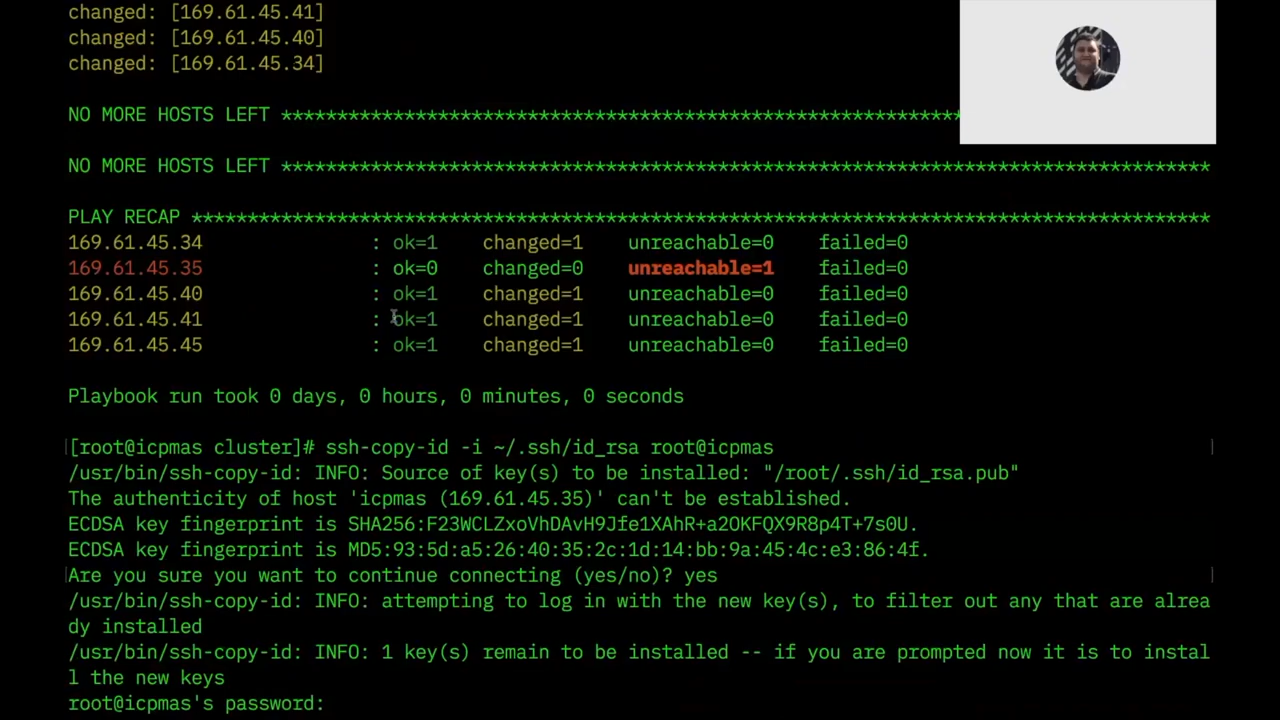 changed: [169.61.45.41]
changed: [169.61.45.40]
changed: [169.61.45.34]
NO MORE HOSTS LEFT *************************************************************
NO MORE HOSTS LEFT ***********************************************************************************
PLAY RECAP *******************************************************************************************
169.61.45.34 : ok=1 changed=1 unreachable=0 failed=0
169.61.45.35 : ok=0 changed=0 unreachable=1 failed=0
169.61.45.40 : ok=1 changed=1 unreachable=0 failed=0
169.61.45.41 : ok=1 changed=1 unreachable=0 failed=0
169.61.45.45 : ok=1 changed=1 unreachable=0 failed=0
Playbook run took 0 days, 0 hours, 0 minutes, 0 seconds
[root@icpmas cluster]# ssh-copy-id -i ~/.ssh/id_rsa root@icpmas
/usr/bin/ssh-copy-id: INFO: Source of key(s) to be installed: "/root/.ssh/id_rsa.pub"
The authenticity of host 'icpmas (169.61.45.35)' can't be established.
ECDSA key fingerprint is SHA256:F23WCLZxoVhDAvH9Jfe1XAhR+a2OKFQX9R8p4T+7s0U.
ECDSA key fingerprint is MD5:93:5d:a5:26:40:35:2c:1d:14:bb:9a:45:4c:e3:86:4f.
Are you sure you want to continue connecting (yes/no)? yes
/usr/bin/ssh-copy-id: INFO: attempting to log in with the new key(s), to filter out any that are alrea
dy installed
/usr/bin/ssh-copy-id: INFO: 1 key(s) remain to be installed -- if you are prompted now it is to instal
l the new keys
root@icpmas's password: